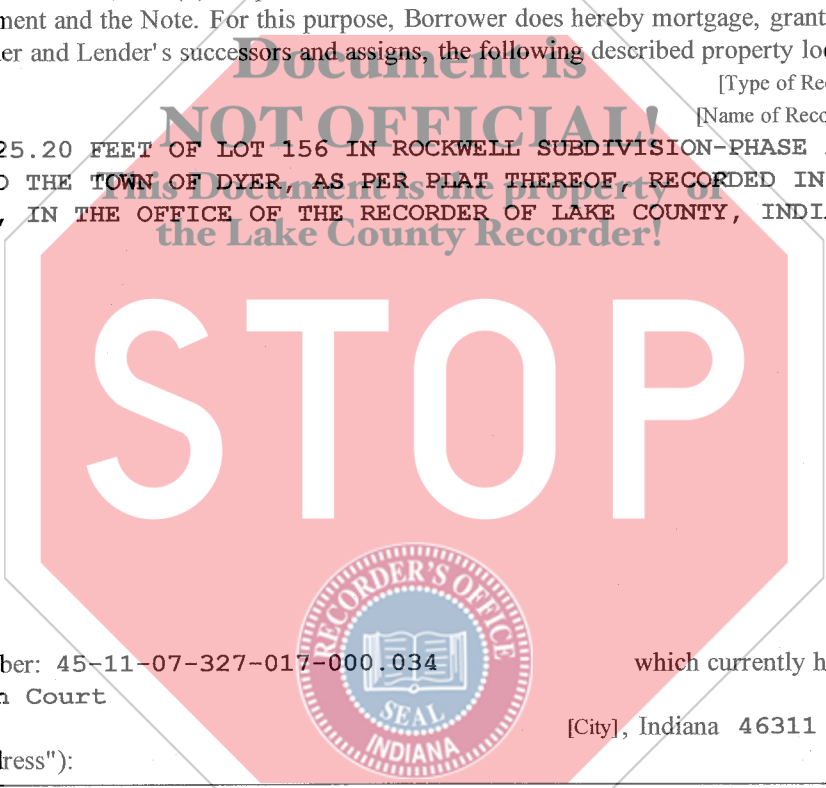 ment and the Note. For this purpose, Borrower does hereby mortgage, grant
er and Lender's successors and assigns, the following described property loc
Document is
[Type of Rec
NOT OFFICIAL!
[Name of Reco
25.20 FEET OF LOT 156 IN ROCKWELL SUBDIVISION-PHASE
O THE TOWN OF DYER, AS PER PLAT THEREOF, RECORDED IN
This Document is the property of
, IN THE OFFICE OF THE RECORDER OF LAKE COUNTY, INDIA
the Lake County Recorder!
STOP
RECORDER'S OFFICE
ber: 45-11-07-327-017-000.034 which currently h
n Court
SEAL
[City], Indiana 46311
INDIANA
ress"):